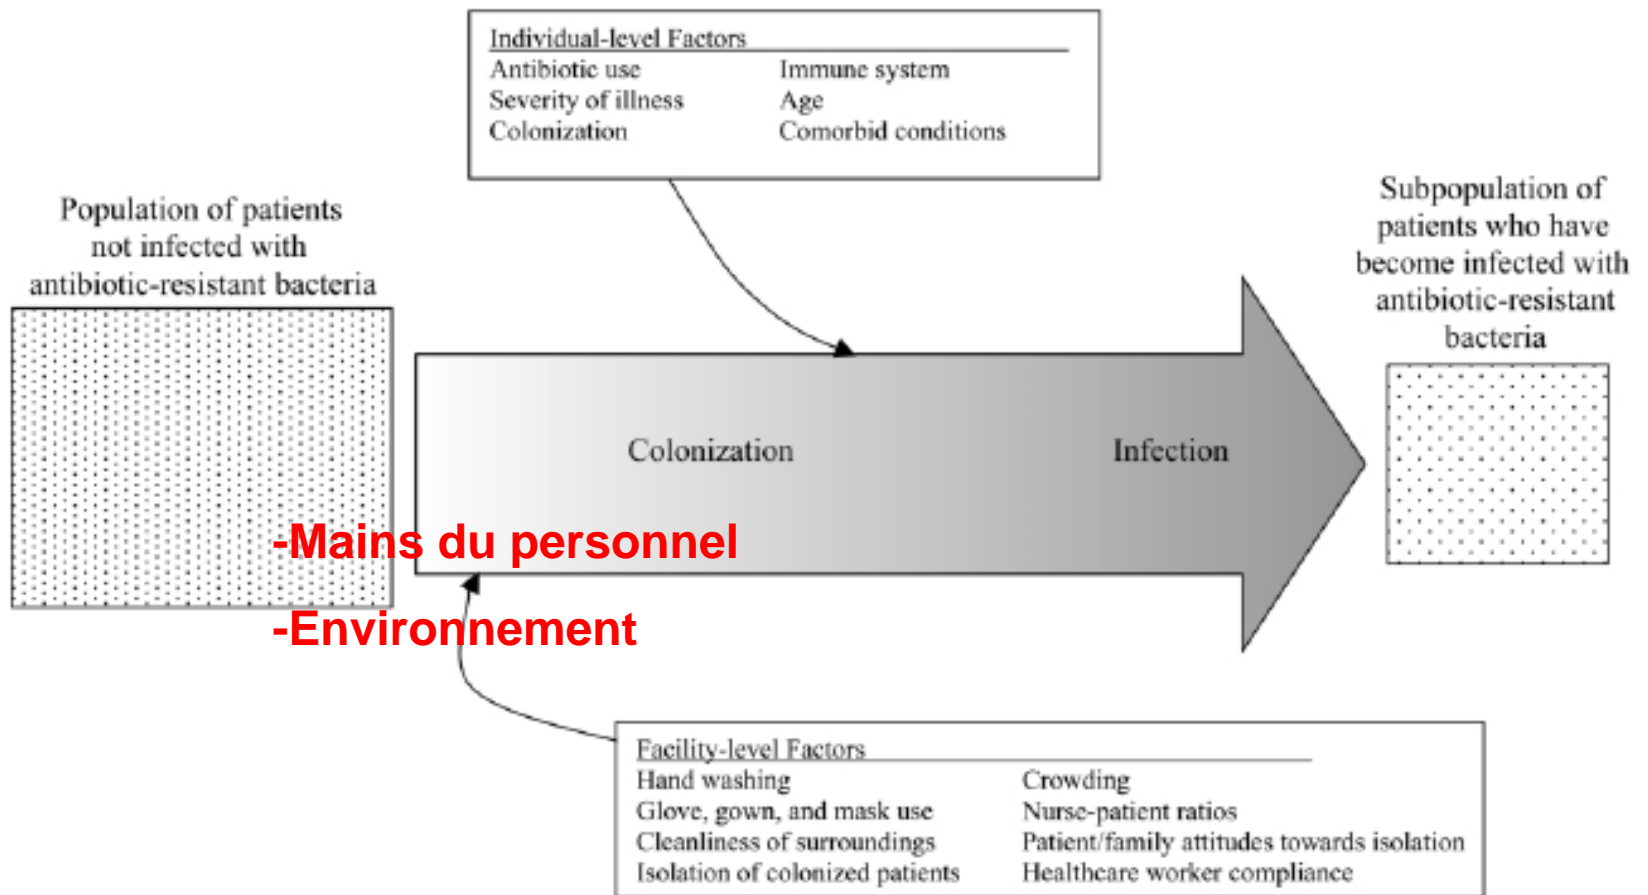 Individual-level Factors
Antibiotic use Immune system
Severity of illness Age
Colonization Comorbid conditions
Population of patients
not infected with
antibiotic-resistant bacteria
Subpopulation of
patients who have
become infected with
antibiotic-resistant
bacteria
Colonization Infection
-Mains du personnel
-Environnement
Facility-level Factors
Hand washing Crowding
Glove, gown, and mask use Nurse-patient ratios
Cleanliness of surroundings Patient/family attitudes towards isolation
Isolation of colonized patients Healthcare worker compliance